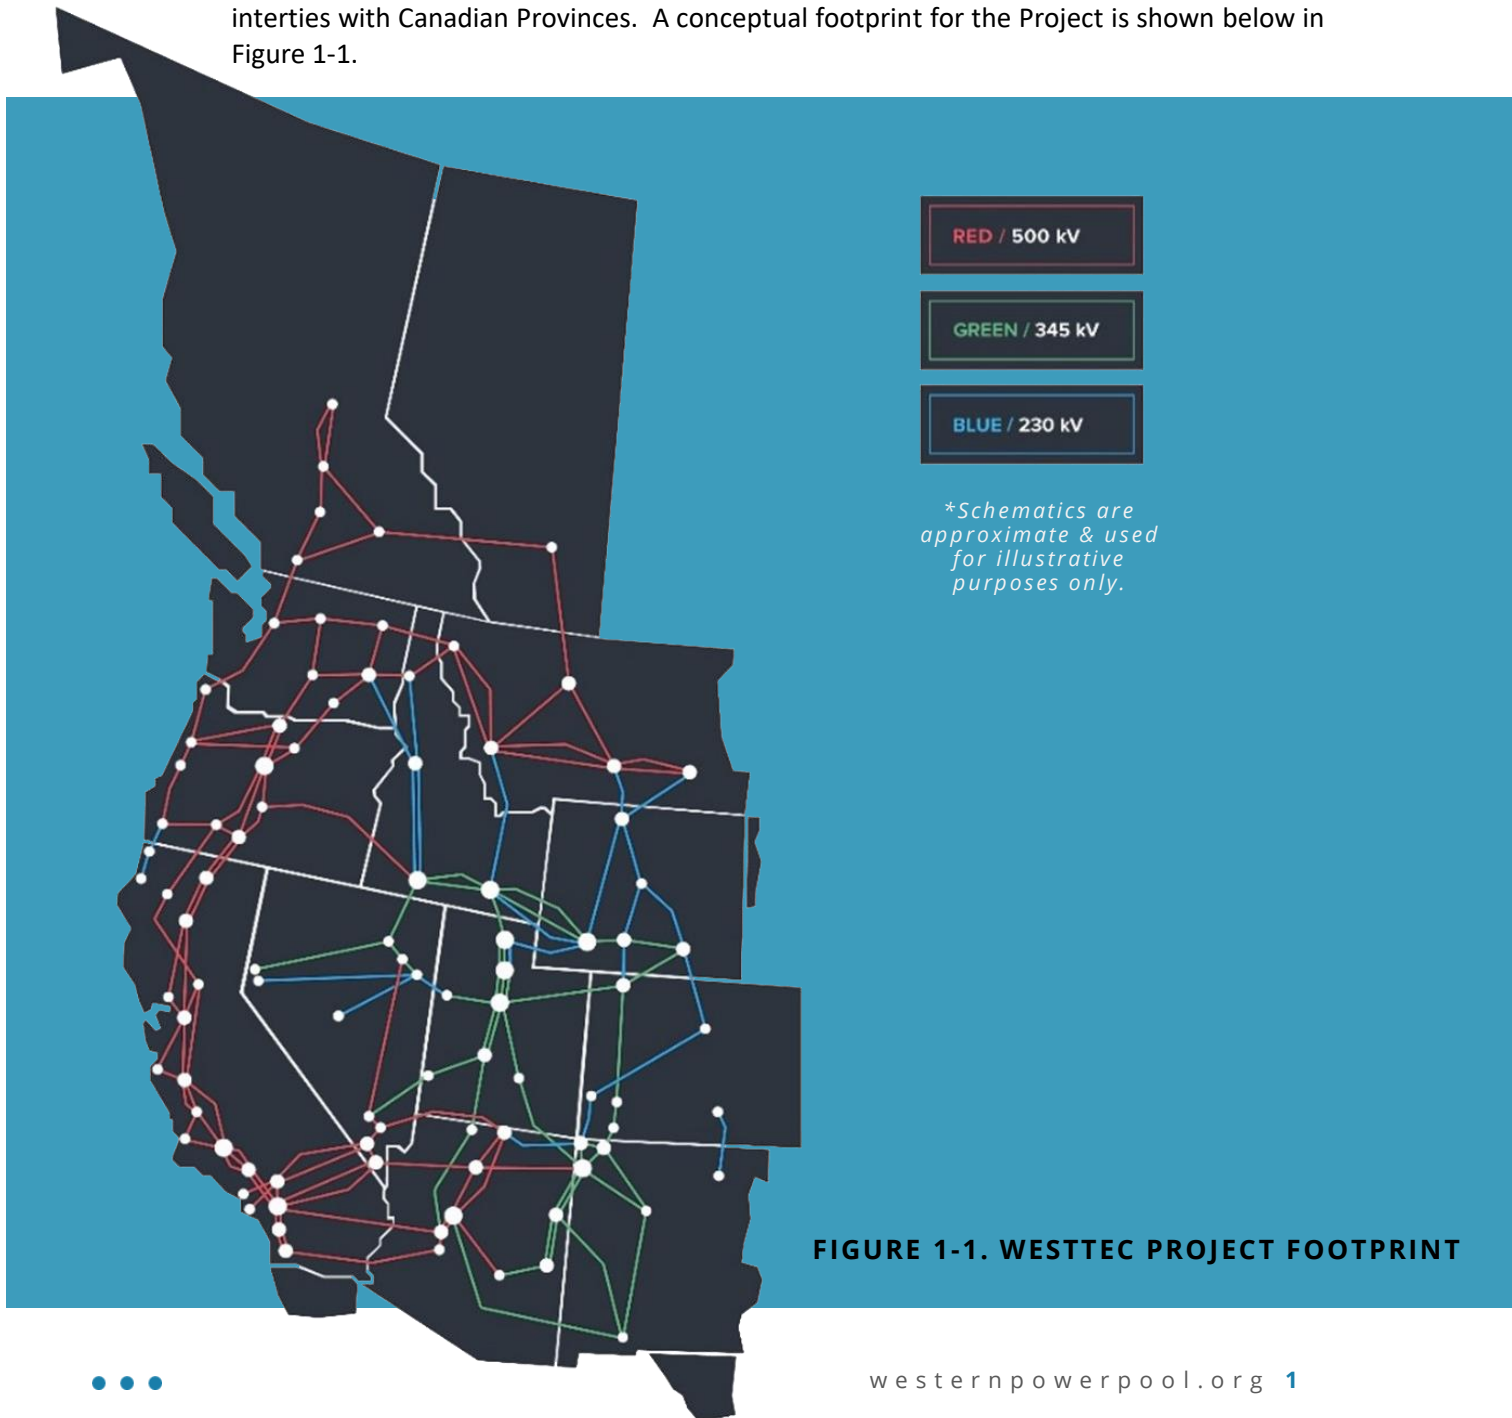 interties with Canadian Provinces.  A conceptual footprint for the Project is shown below in
Figure 1-1.
RED / 500 kV
GREEN / 345 kV
BLUE / 230 kV
*Schematics are
approximate & used
for illustrative
purposes only.
FIGURE 1-1. WESTTEC PROJECT FOOTPRINT
westernpowerpool.org 1